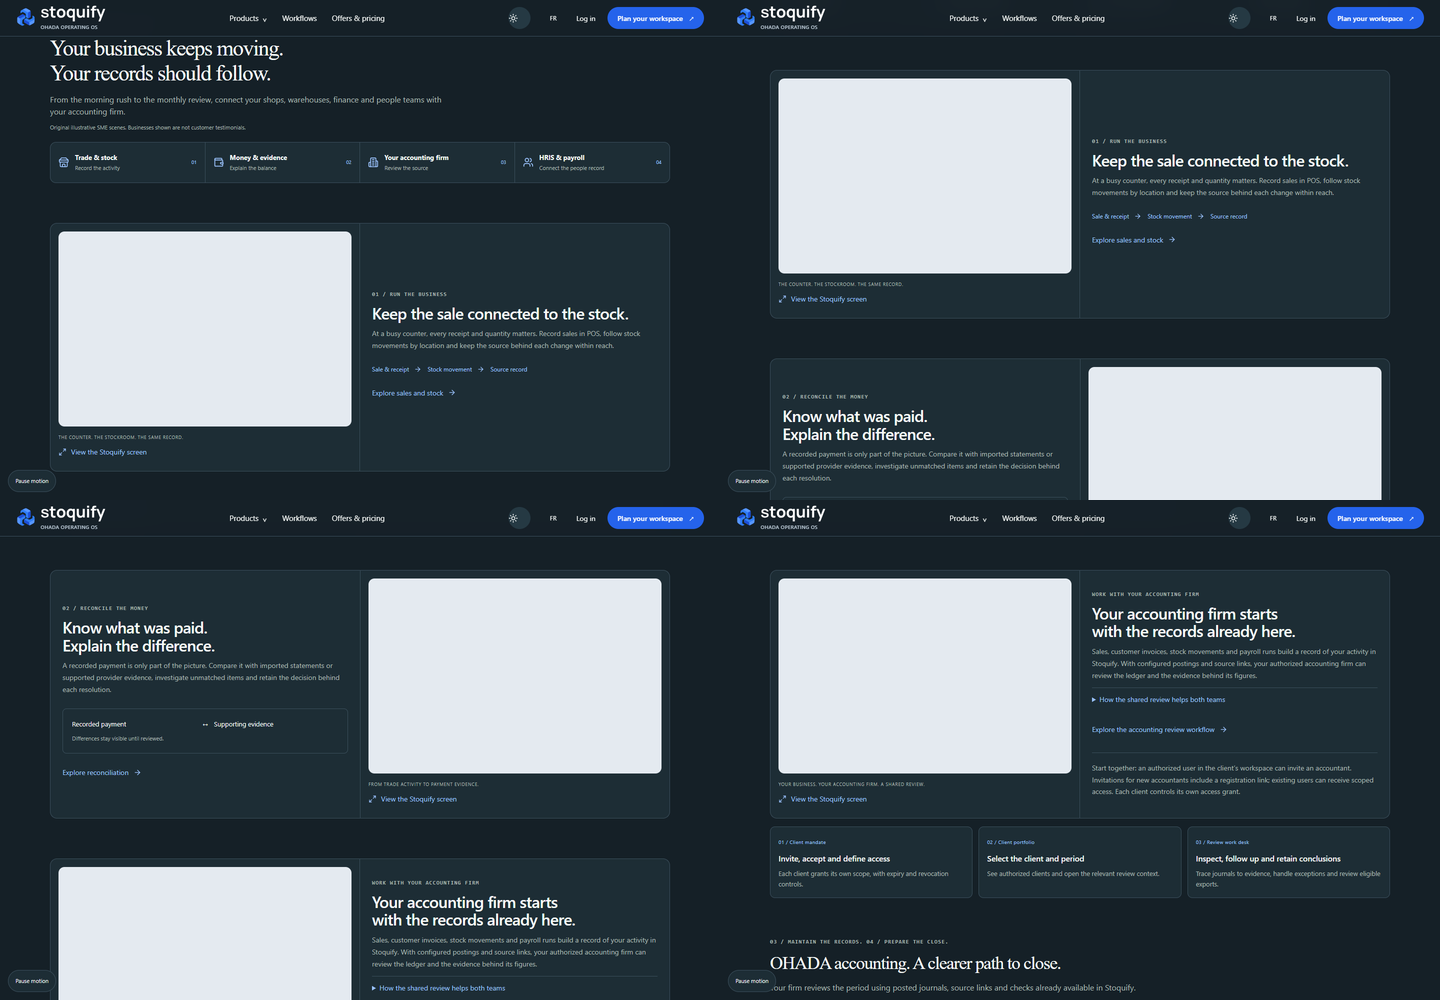 stoquify
OHADA OPERATING OS
Products
Workflows
Offers & pricing
FR
Log in
Plan your workspace ↗
Your business keeps moving.
Your records should follow.
From the morning rush to the monthly review, connect your shops, warehouses, finance and people teams with
your accounting firm.
Original illustrative SME scenes. Businesses shown are not customer testimonials.
Trade & stock
Record the activity
01
Money & evidence
Explain the balance
02
Your accounting firm
Review the source
03
HRIS & payroll
Connect the people record
04
01 / RUN THE BUSINESS
Keep the sale connected to the stock.
At a busy counter, every receipt and quantity matters. Record sales in POS, follow stock
movements by location and keep the source behind each change within reach.
Sale & receipt → Stock movement → Source record
Explore sales and stock →
THE COUNTER. THE STOCKROOM. THE SAME RECORD.
View the Stoquify screen
Pause motion
stoquify
OHADA OPERATING OS
Products
Workflows
Offers & pricing
FR
Log in
Plan your workspace ↗
01 / RUN THE BUSINESS
Keep the sale connected to the stock.
At a busy counter, every receipt and quantity matters. Record sales in POS, follow stock
movements by location and keep the source behind each change within reach.
Sale & receipt → Stock movement → Source record
Explore sales and stock →
THE COUNTER. THE STOCKROOM. THE SAME RECORD.
View the Stoquify screen
02 / RECONCILE THE MONEY
Know what was paid.
Explain the difference.
A recorded payment is only part of the picture. Compare it with imported statements or
supported provider evidence, investigate unmatched items and retain the decision behind
each resolution.
Pause motion
stoquify
OHADA OPERATING OS
Products
Workflows
Offers & pricing
FR
Log in
Plan your workspace ↗
02 / RECONCILE THE MONEY
Know what was paid.
Explain the difference.
A recorded payment is only part of the picture. Compare it with imported statements or
supported provider evidence, investigate unmatched items and retain the decision behind
each resolution.
Recorded payment ↔ Supporting evidence
Differences stay visible until reviewed.
Explore reconciliation →
FROM TRADE ACTIVITY TO PAYMENT EVIDENCE.
View the Stoquify screen
WORK WITH YOUR ACCOUNTING FIRM
Your accounting firm starts
with the records already here.
Sales, customer invoices, stock movements and payroll runs build a record of your activity in
Stoquify. With configured postings and source links, your authorized accounting firm can
review the ledger and the evidence behind its figures.
How the shared review helps both teams
Pause motion
stoquify
OHADA OPERATING OS
Products
Workflows
Offers & pricing
FR
Log in
Plan your workspace ↗
WORK WITH YOUR ACCOUNTING FIRM
Your accounting firm starts
with the records already here.
Sales, customer invoices, stock movements and payroll runs build a record of your activity in
Stoquify. With configured postings and source links, your authorized accounting firm can
review the ledger and the evidence behind its figures.
How the shared review helps both teams
Explore the accounting review workflow →
Start together: an authorized user in the client's workspace can invite an accountant.
Invitations for new accountants include a registration link; existing users can receive scoped
access. Each client controls its own access grant.
YOUR BUSINESS. YOUR ACCOUNTING FIRM. A SHARED REVIEW.
View the Stoquify screen
01 / Client mandate
Invite, accept and define access
Each client grants its own scope, with expiry and revocation
controls.
02 / Client portfolio
Select the client and period
See authorized clients and open the relevant review context.
03 / Review work desk
Inspect, follow up and retain conclusions
Trace journals to evidence, handle exceptions and review eligible
exports.
03 / MAINTAIN THE RECORDS. 04 / PREPARE THE CLOSE.
OHADA accounting. A clearer path to close.
Your firm reviews the period using posted journals, source links and checks already available in Stoquify.
Pause motion